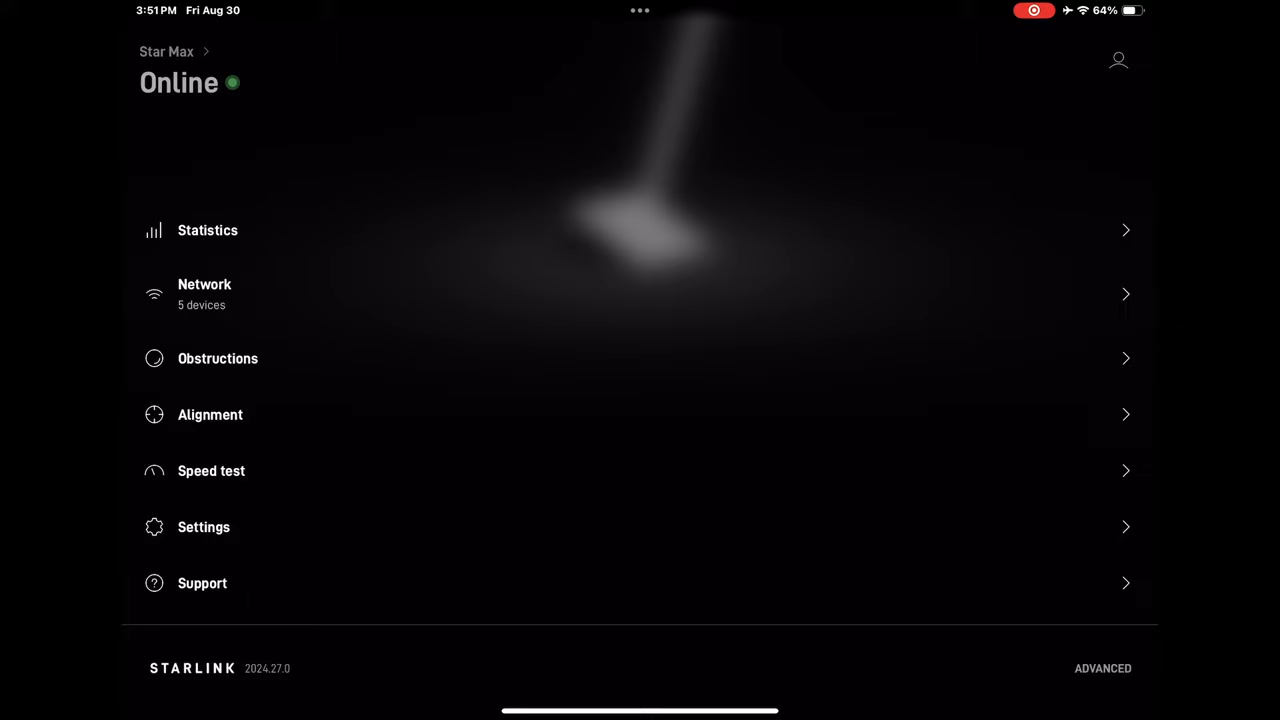 3:51 PM Fri Aug 30
64%
Star Max
Online
Statistics
Network
5 devices
Obstructions
Alignment
Speed test
Settings
Support
STARLINK 2024.27.0
ADVANCED